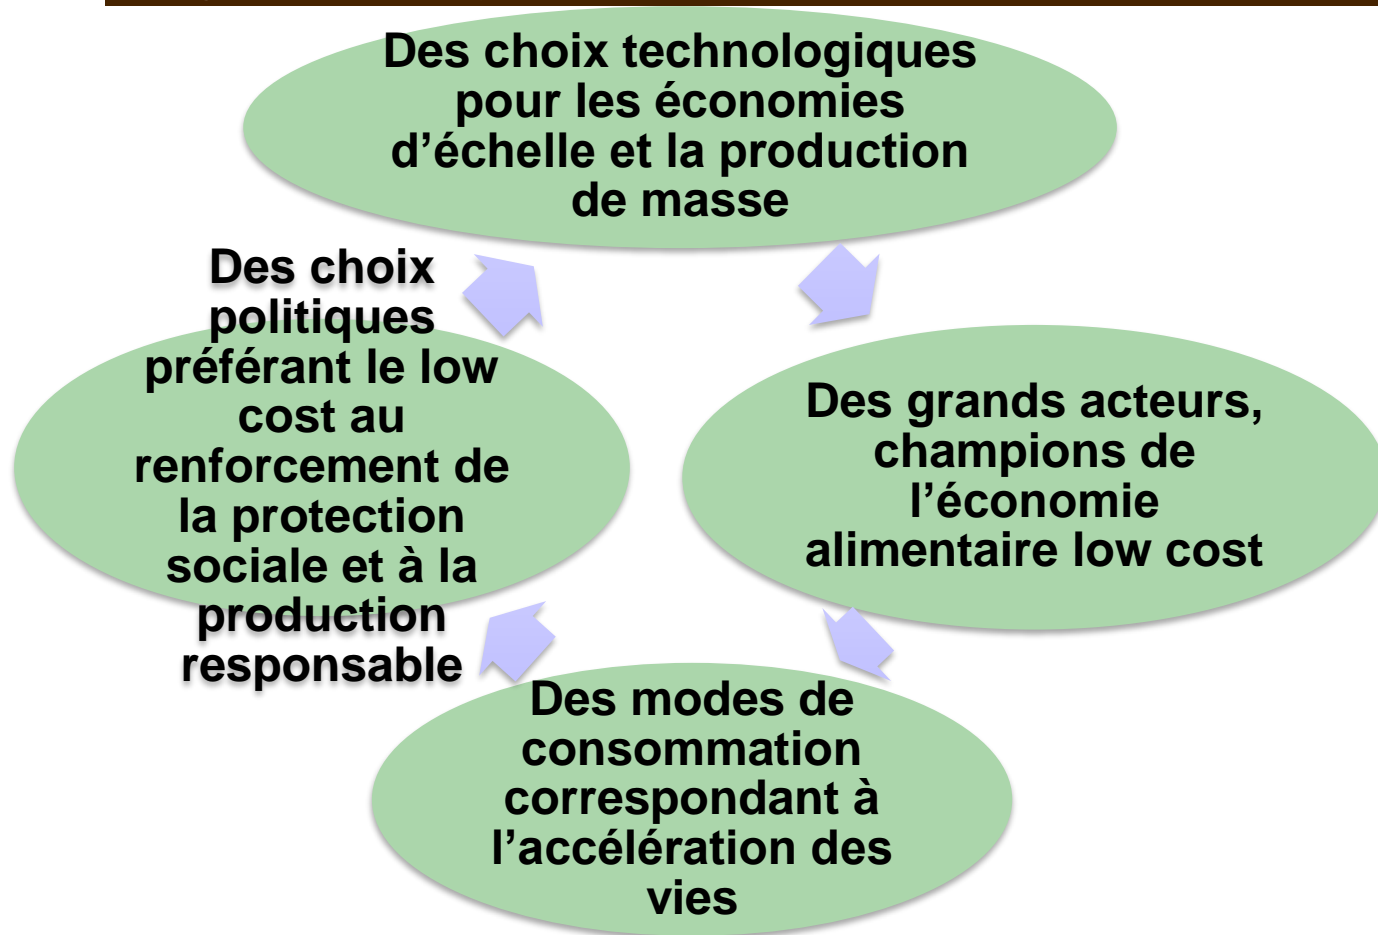 Des choix technologiques
pour les économies
d’échelle et la production
de masse
Des choix
politiques
préférant le low
cost au
renforcement de
la protection
sociale et à la
production
responsable
Des grands acteurs,
champions de
l’économie
alimentaire low cost
Des modes de
consommation
correspondant à
l’accélération des
vies